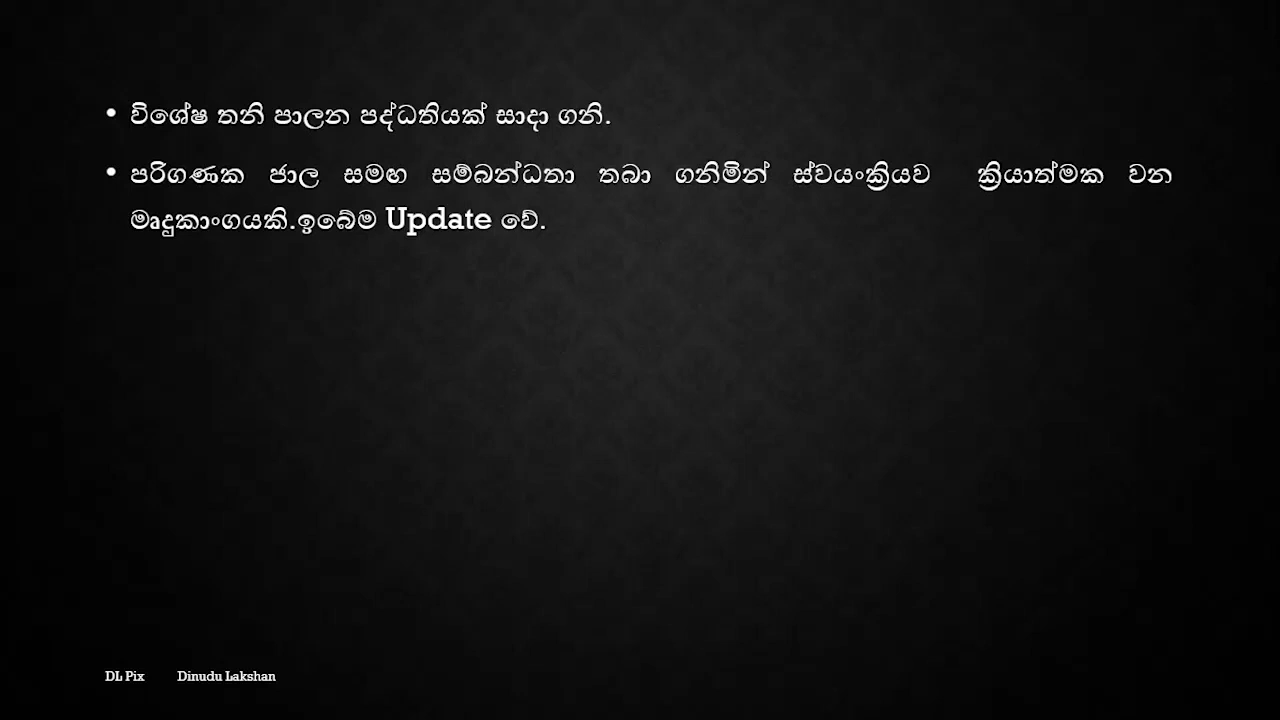 • විශේෂ තනි පාලන පද්ධතියක් සාදා ගනි.
• පරිගණක ජාල සමඟ සම්බන්ධතා තබා ගනිමින් ස්වයංක්‍රියව ක්‍රියාත්මක වන
මෘදුකාංගයකි.ඉබේම Update වේ.
DL Pix Dinudu Lakshan